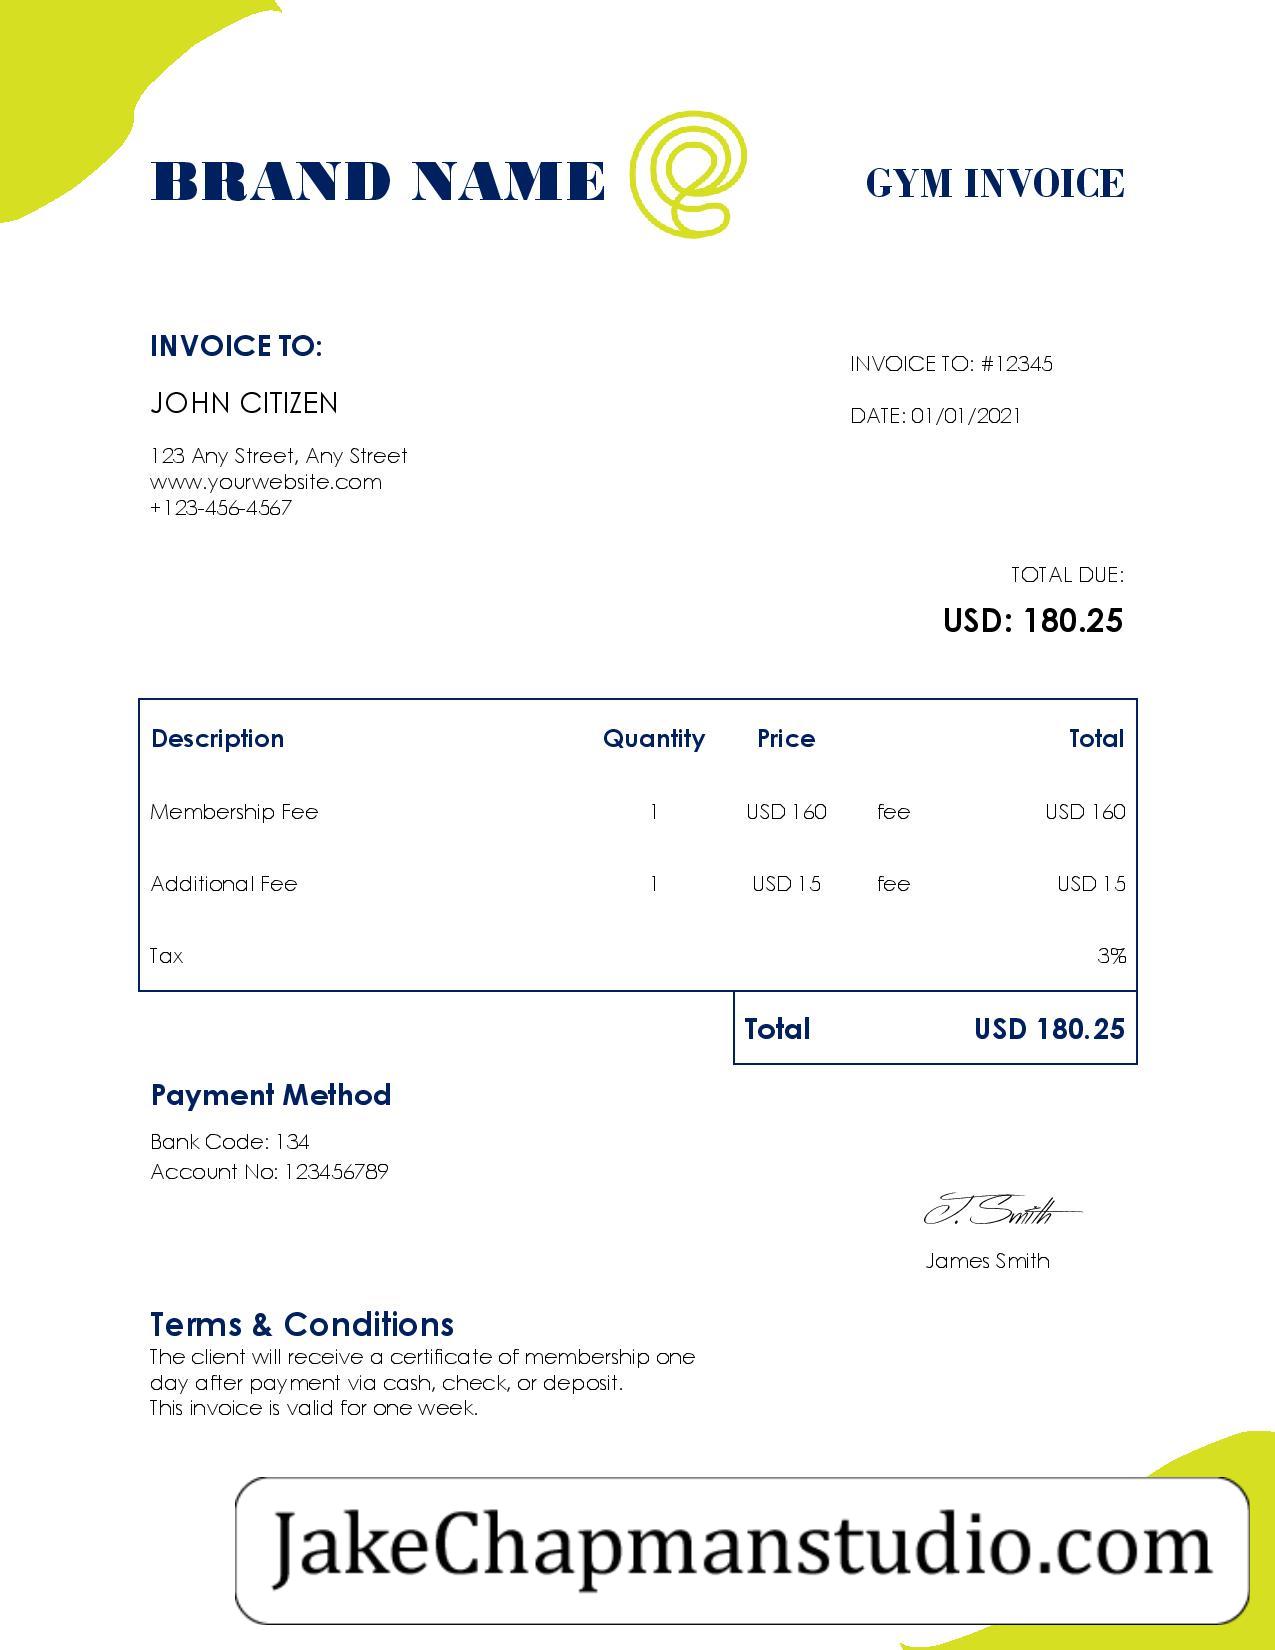 BRAND NAME
GYM INVOICE
INVOICE TO:
JOHN CITIZEN
123 Any Street, Any Street
www.yourwebsite.com
+123-456-4567
INVOICE TO: #12345
DATE: 01/01/2021
TOTAL DUE:
USD: 180.25
Description Quantity Price Total
Membership Fee 1 USD 160 fee USD 160
Additional Fee 1 USD 15 fee USD 15
Tax 3%
Total USD 180.25
Payment Method
Bank Code: 134
Account No: 123456789
J. Smith
James Smith
Terms & Conditions
The client will receive a certificate of membership one
day after payment via cash, check, or deposit.
This invoice is valid for one week.
JakeChapmanstudio.com